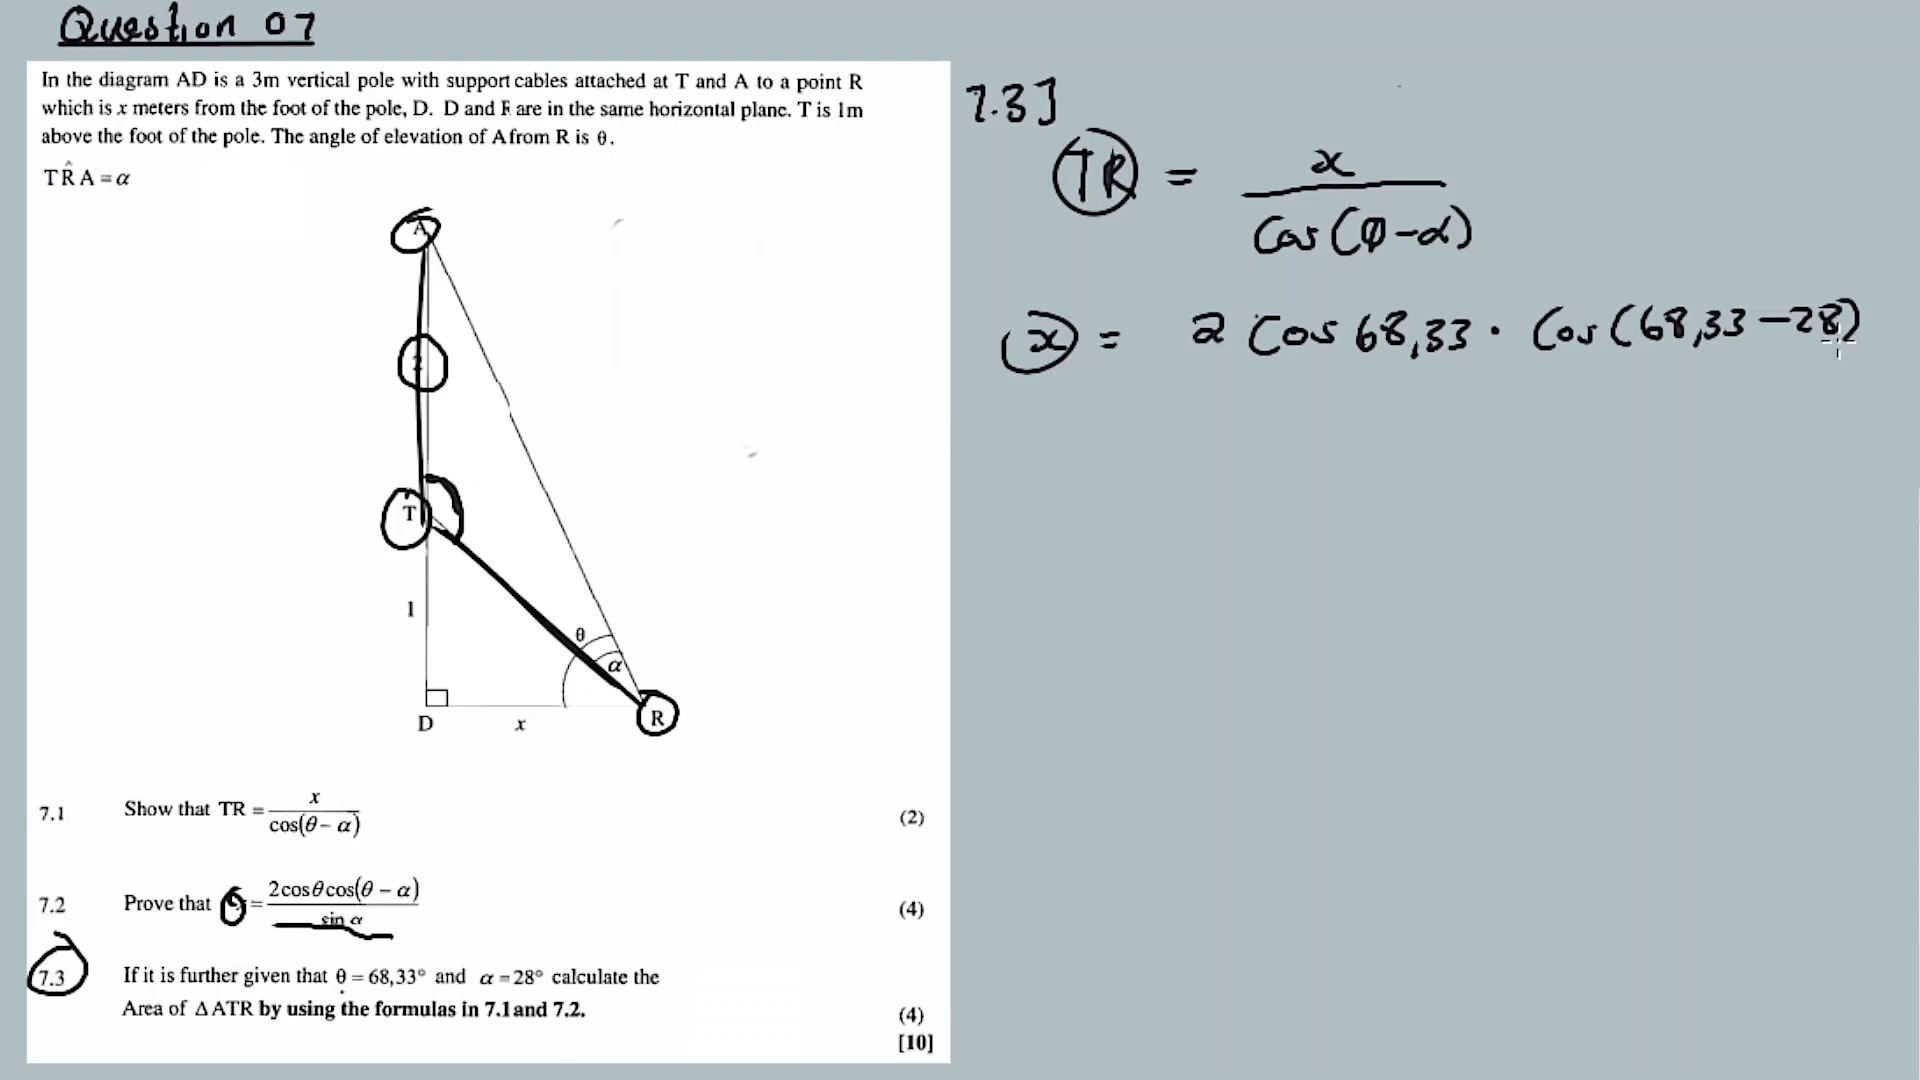 Question 07
In the diagram AD is a 3m vertical pole with support cables attached at T and A to a point R
which is x meters from the foot of the pole, D. D and R are in the same horizontal plane. T is 1m
above the foot of the pole. The angle of elevation of A from R is θ.
TR̂A = α
A
2
T
1
θ
α
D
x
R
7.1 Show that TR = x / cos(θ − α) (2)
7.2 Prove that = 2cosθcos(θ − α) / sin α (4)
7.3 If it is further given that θ = 68,33° and α = 28° calculate the
Area of ΔATR by using the formulas in 7.1 and 7.2. (4)
[10]
7.3]
TR = x / Cos(θ-α)
x = 2 Cos 68,33 · Cos(68,33-28)